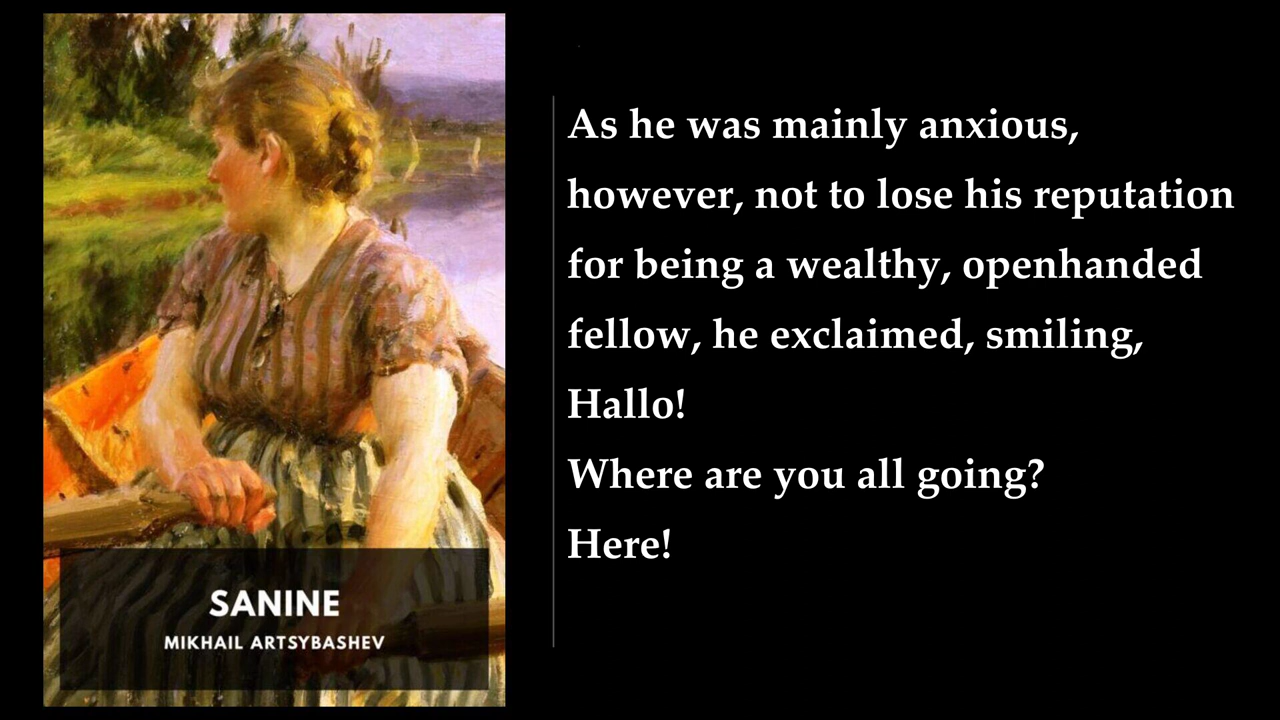 SANINE
MIKHAIL ARTSYBASHEV
As he was mainly anxious,
however, not to lose his reputation
for being a wealthy, openhanded
fellow, he exclaimed, smiling,
Hallo!
Where are you all going?
Here!